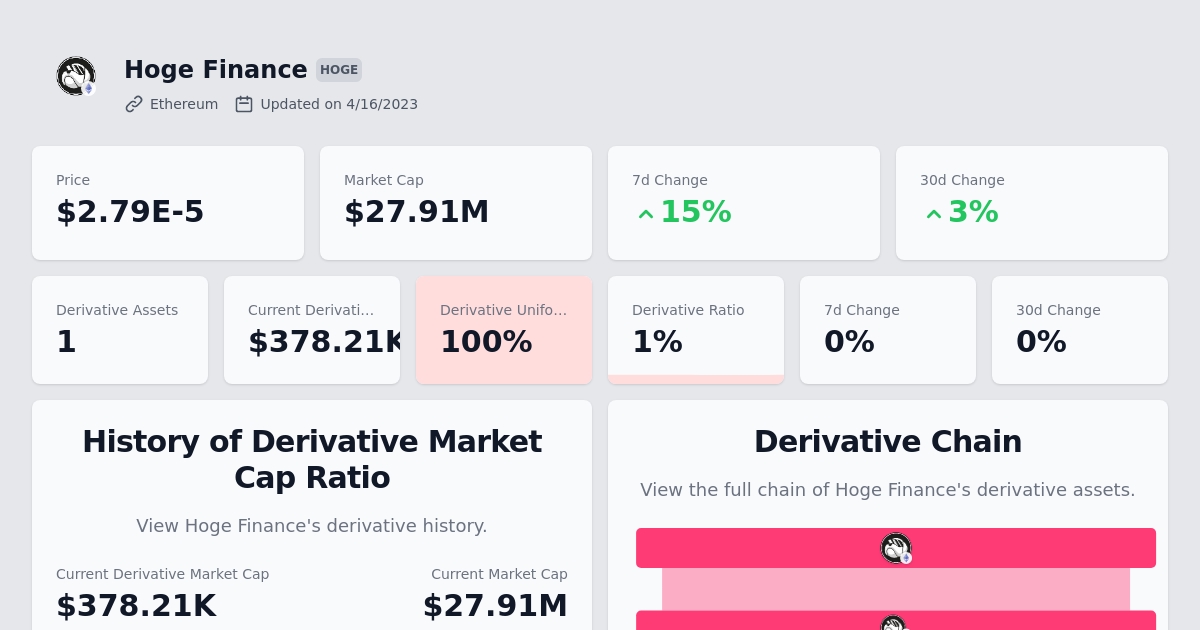 Hoge Finance HOGE
Ethereum Updated on 4/16/2023
Price
$2.79E-5
Market Cap
$27.91M
7d Change
15%
30d Change
3%
Derivative Assets
1
Current Derivati...
$378.21K
Derivative Unifo...
100%
Derivative Ratio
1%
7d Change
0%
30d Change
0%
History of Derivative Market
Cap Ratio
View Hoge Finance's derivative history.
Current Derivative Market Cap
$378.21K
Current Market Cap
$27.91M
Derivative Chain
View the full chain of Hoge Finance's derivative assets.